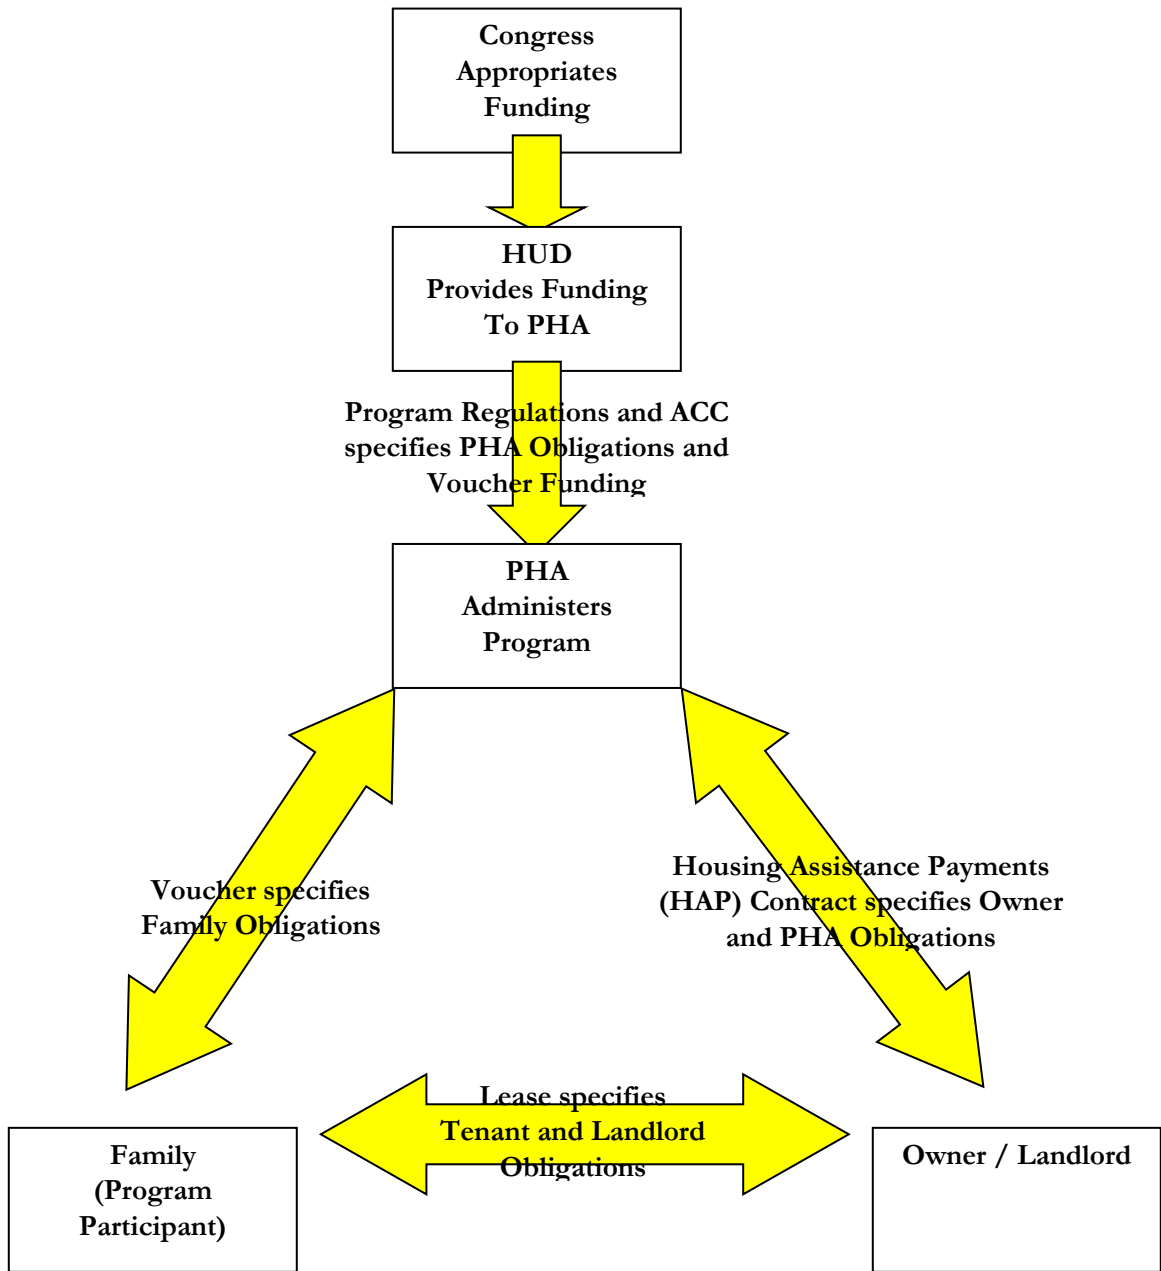 Congress
Appropriates
Funding
HUD
Provides Funding
To PHA
Program Regulations and ACC
specifies PHA Obligations and
Voucher Funding
PHA
Administers
Program
Voucher specifies
Family Obligations
Housing Assistance Payments
(HAP) Contract specifies Owner
and PHA Obligations
Lease specifies
Tenant and Landlord
Obligations
Family
(Program
Participant)
Owner / Landlord